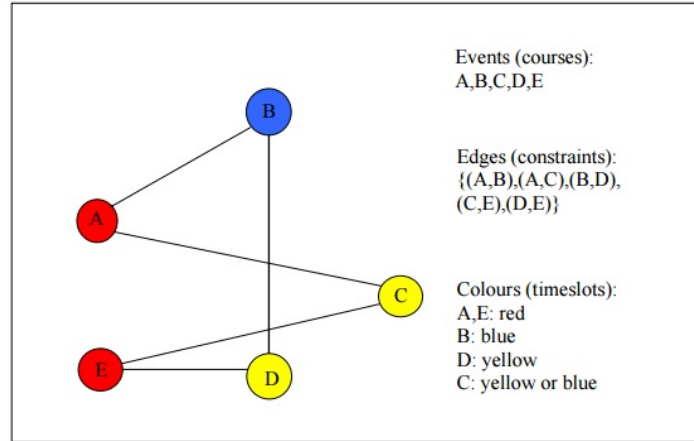 B
A
C
E
D
Events (courses):
A,B,C,D,E
Edges (constraints):
{(A,B),(A,C),(B,D),
(C,E),(D,E)}
Colours (timeslots):
A,E: red
B: blue
D: yellow
C: yellow or blue